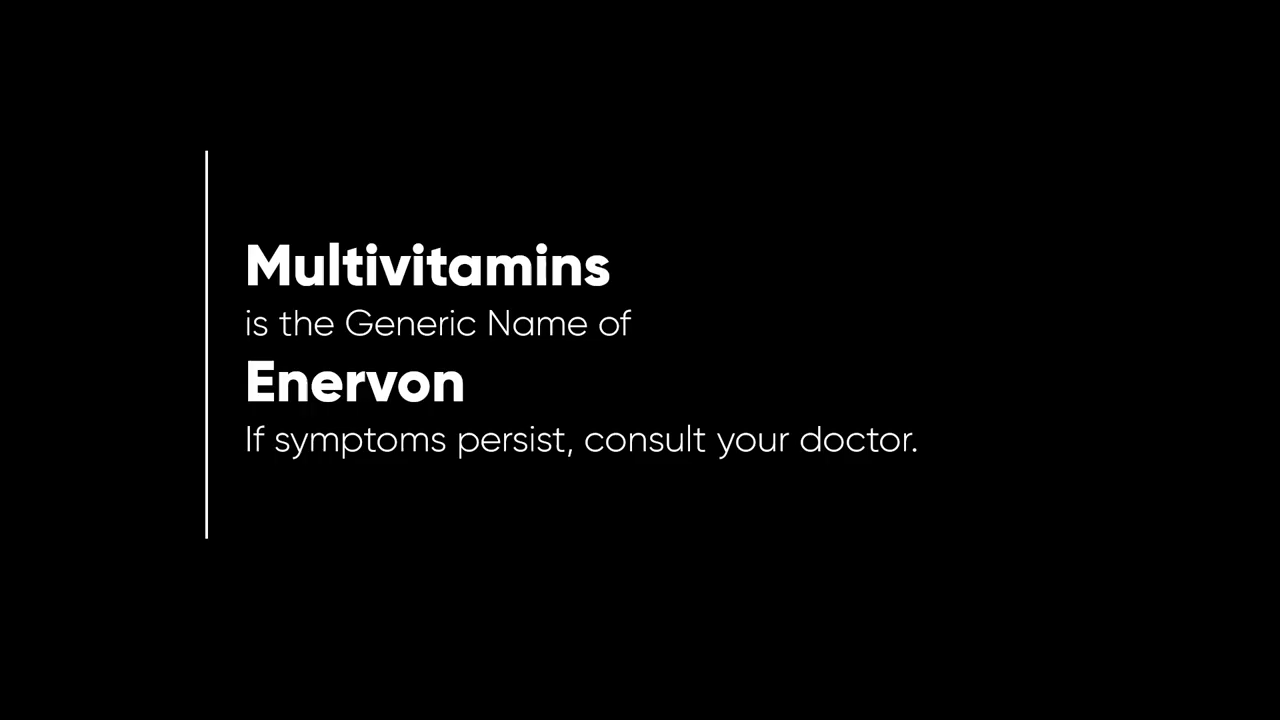 Multivitamins
is the Generic Name of
Enervon
If symptoms persist, consult your doctor.